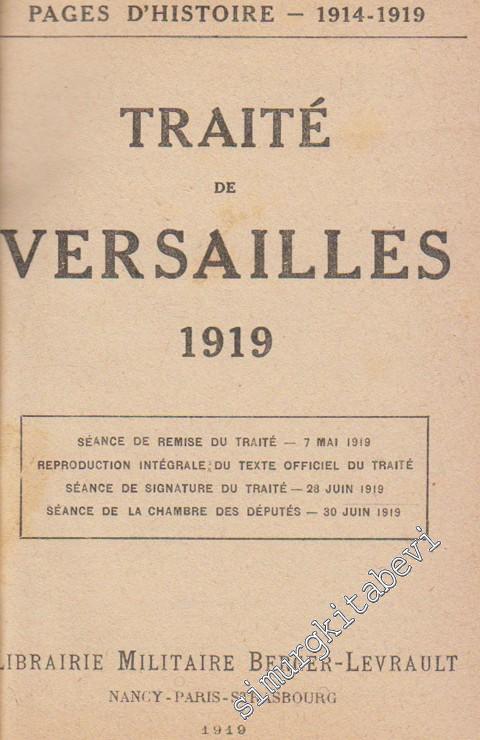 PAGES D'HISTOIRE — 1914-1919
TRAITÉ
DE
VERSAILLES
1919
SÉANCE DE REMISE DU TRAITÉ — 7 MAI 1919
REPRODUCTION INTÉGRALE DU TEXTE OFFICIEL DU TRAITÉ
SÉANCE DE SIGNATURE DU TRAITÉ — 28 JUIN 1919
SÉANCE DE LA CHAMBRE DES DÉPUTÉS — 30 JUIN 1919
LIBRAIRIE MILITAIRE BERGER-LEVRAULT
NANCY-PARIS-STRASBOURG
1919
simurgkitabevi